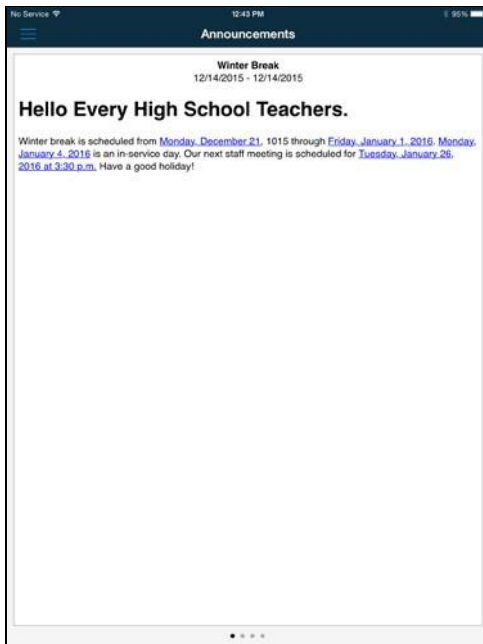 No Service 12:43 PM 95%
Announcements
Winter Break
12/14/2015 - 12/14/2015
Hello Every High School Teachers.
Winter break is scheduled from Monday, December 21, 1015 through Friday, January 1, 2016. Monday,
January 4, 2016 is an in-service day. Our next staff meeting is scheduled for Tuesday, January 26,
2016 at 3:30 p.m. Have a good holiday!